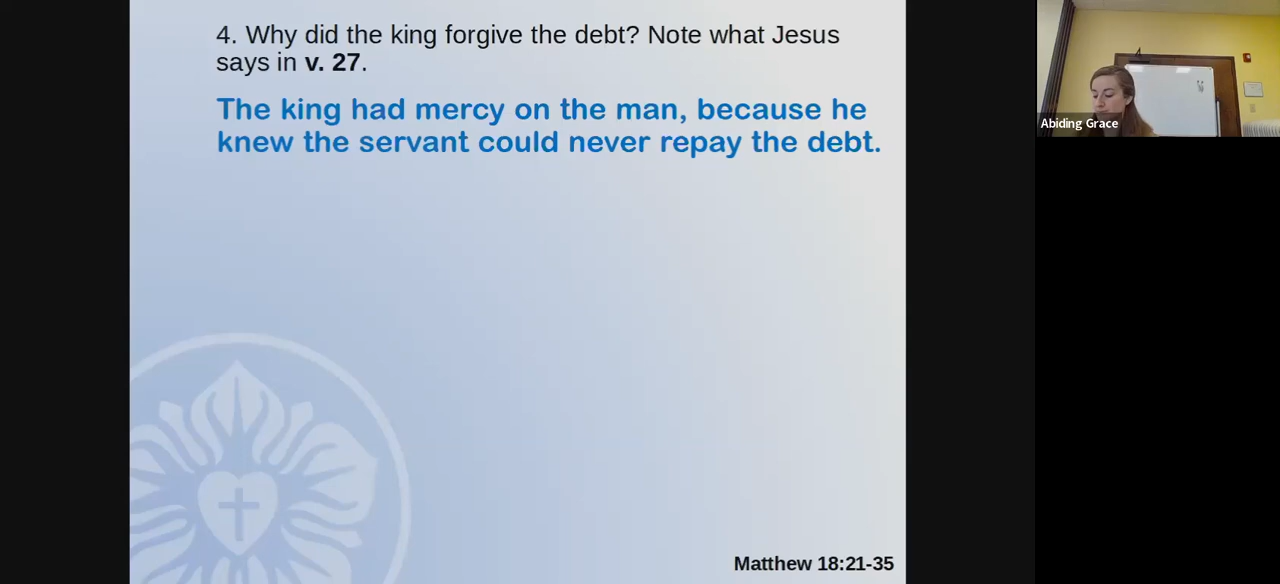 4. Why did the king forgive the debt? Note what Jesus
says in v. 27.
The king had mercy on the man, because he
knew the servant could never repay the debt.
Matthew 18:21-35
Abiding Grace